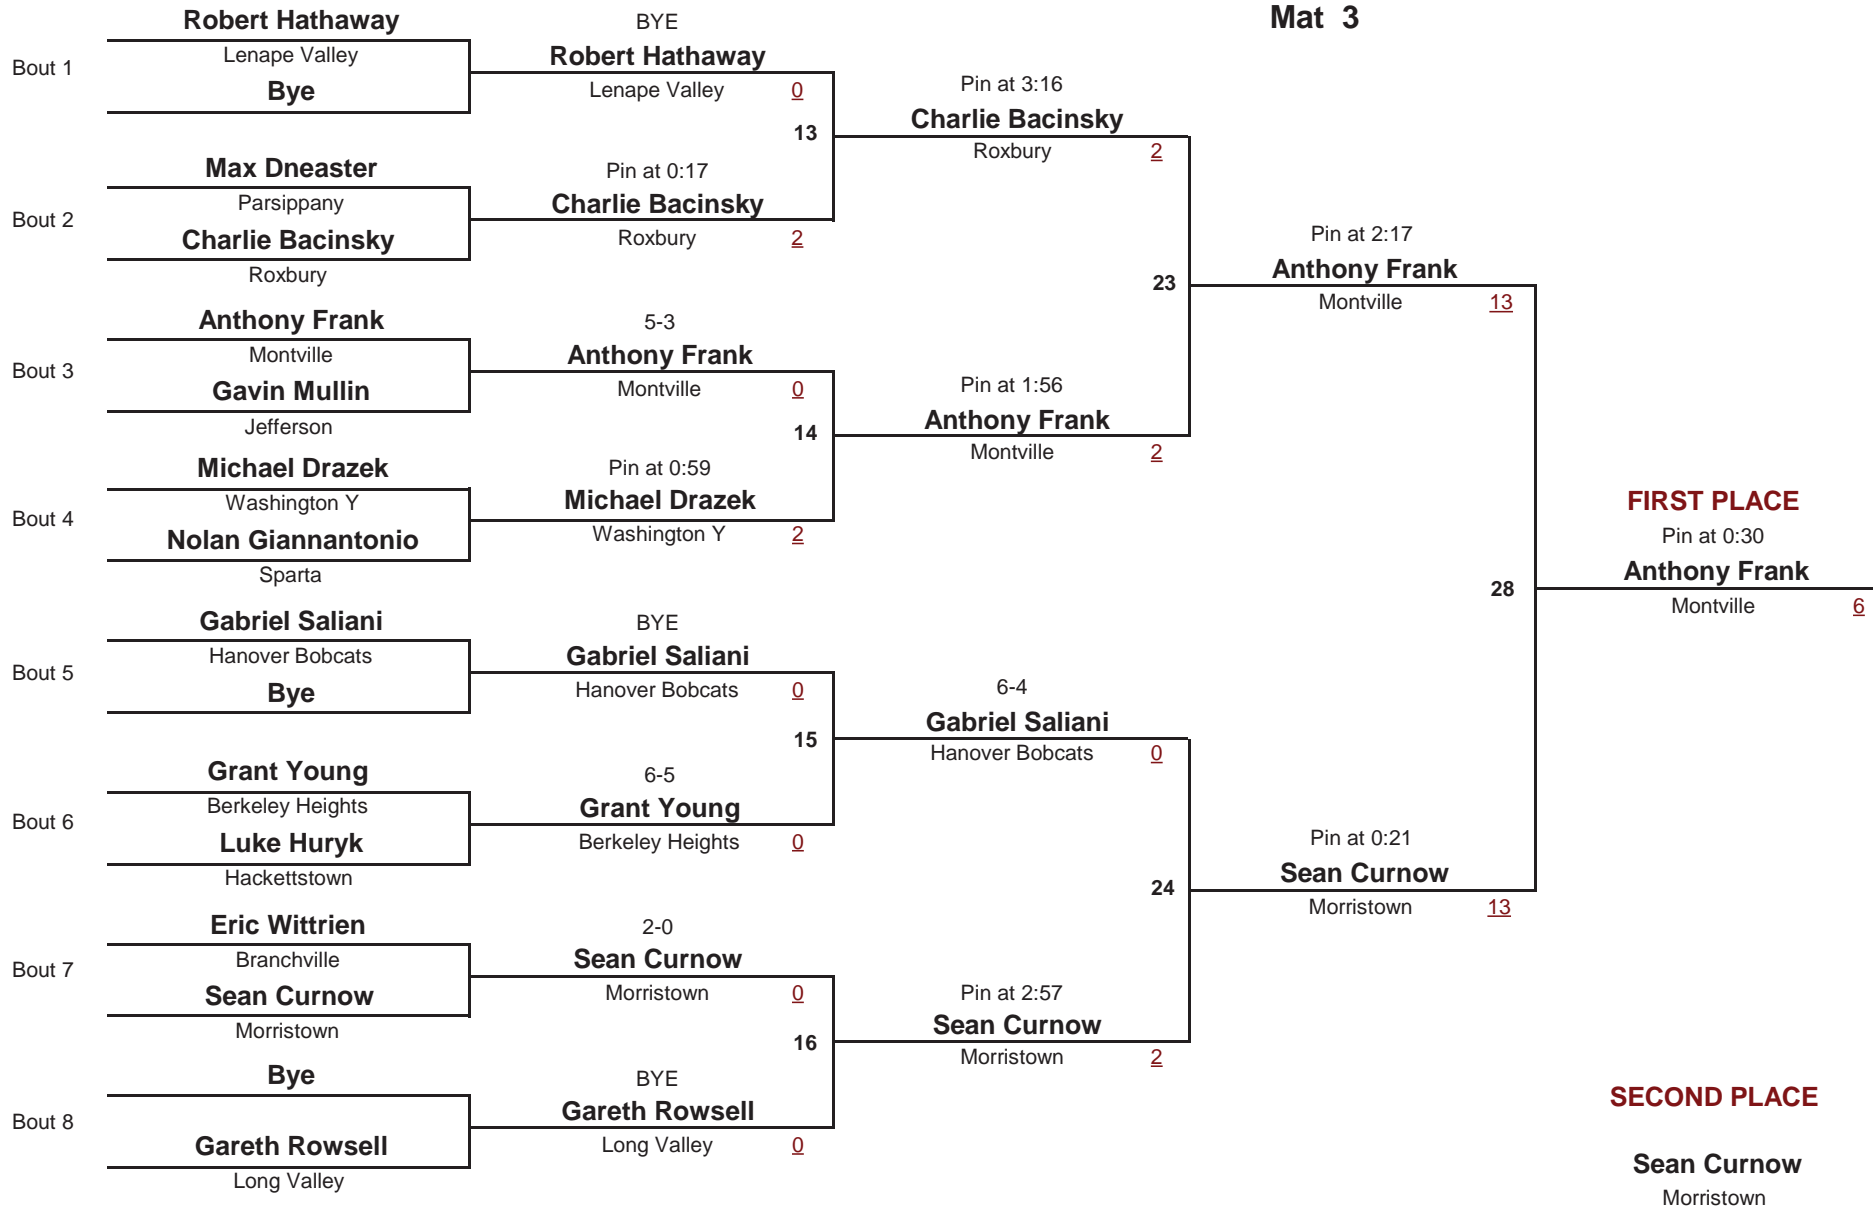 Mat 3
Bout 1
Robert Hathaway
Lenape Valley
Bye
Bout 2
Max Dneaster
Parsippany
Charlie Bacinsky
Roxbury
Bout 3
Anthony Frank
Montville
Gavin Mullin
Jefferson
Bout 4
Michael Drazek
Washington Y
Nolan Giannantonio
Sparta
Bout 5
Gabriel Saliani
Hanover Bobcats
Bye
Bout 6
Grant Young
Berkeley Heights
Luke Huryk
Hackettstown
Bout 7
Eric Wittrien
Branchville
Sean Curnow
Morristown
Bout 8
Bye
Gareth Rowsell
Long Valley
BYE
Robert Hathaway
Lenape Valley 0
13
Pin at 0:17
Charlie Bacinsky
Roxbury 2
5-3
Anthony Frank
Montville 0
14
Pin at 0:59
Michael Drazek
Washington Y 2
BYE
Gabriel Saliani
Hanover Bobcats 0
15
6-5
Grant Young
Berkeley Heights 0
2-0
Sean Curnow
Morristown 0
16
BYE
Gareth Rowsell
Long Valley 0
Pin at 3:16
Charlie Bacinsky
Roxbury 2
23
Pin at 1:56
Anthony Frank
Montville 2
6-4
Gabriel Saliani
Hanover Bobcats 0
24
Pin at 2:57
Sean Curnow
Morristown 2
Pin at 2:17
Anthony Frank
Montville 13
28
Pin at 0:21
Sean Curnow
Morristown 13
FIRST PLACE
Pin at 0:30
Anthony Frank
Montville 6
SECOND PLACE
Sean Curnow
Morristown